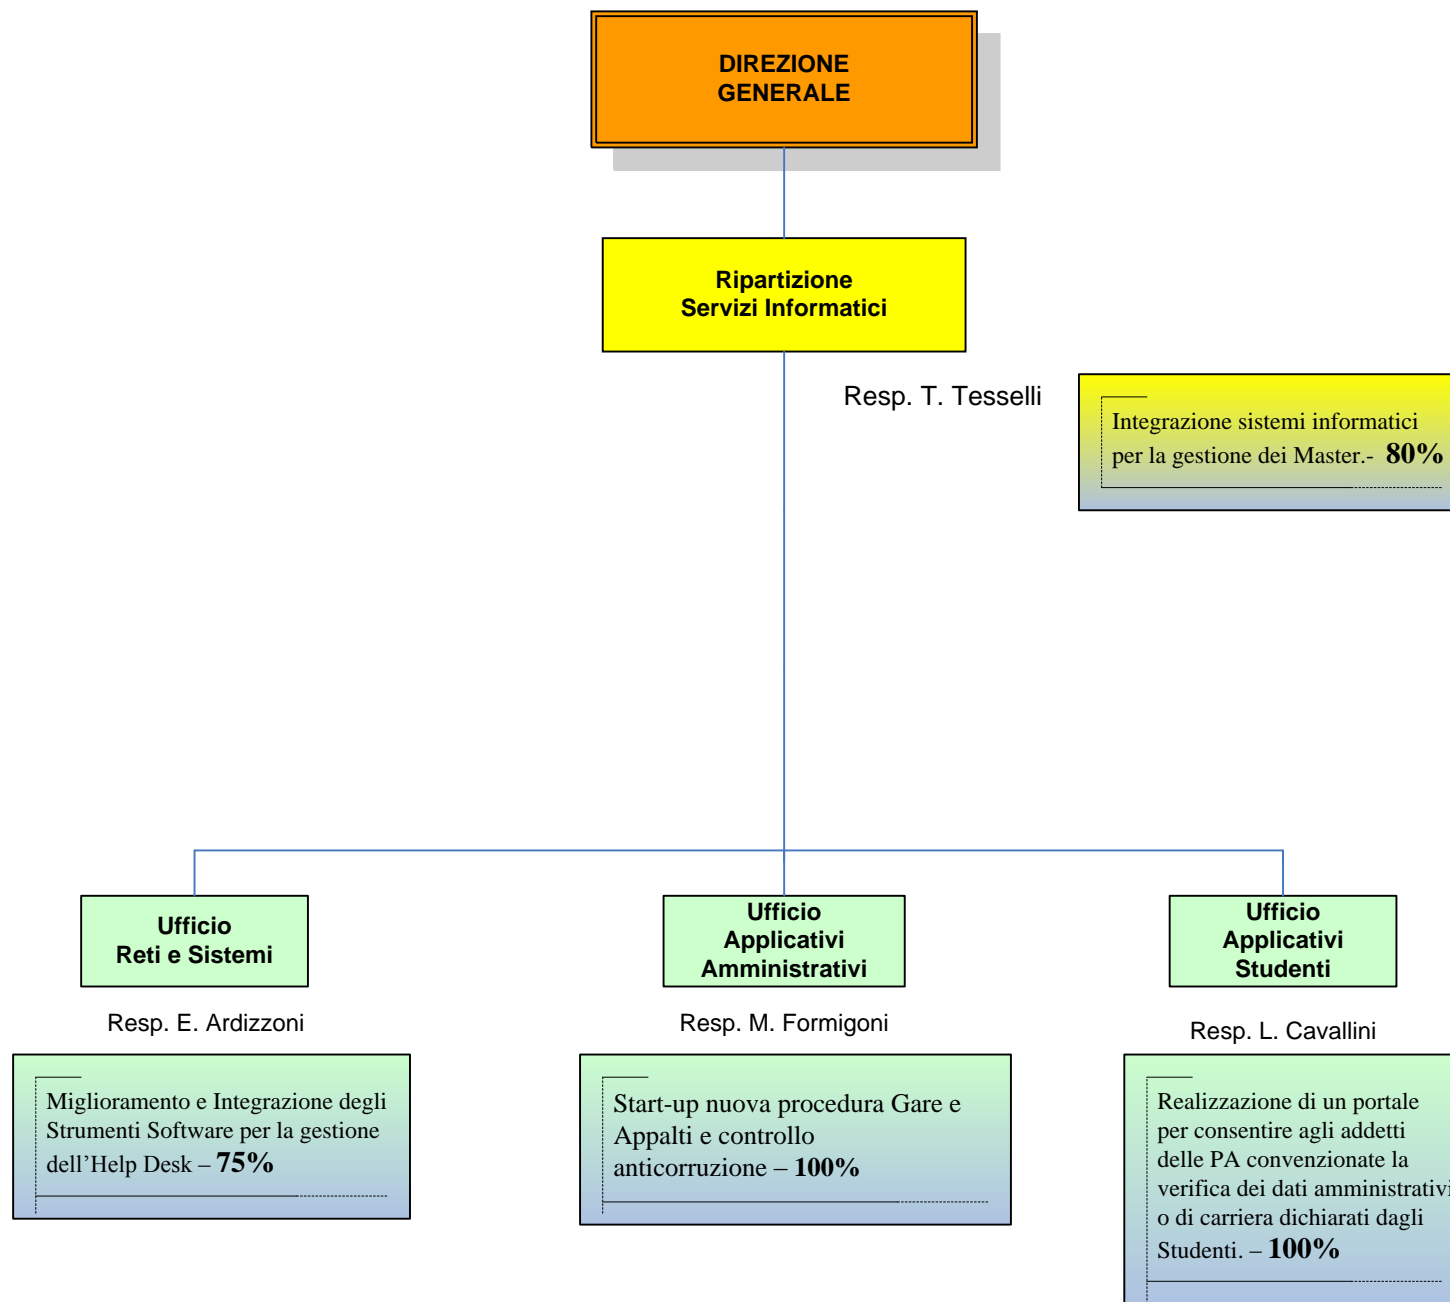 DIREZIONE
GENERALE
Ripartizione
Servizi Informatici
Resp. T. Tesselli
Integrazione sistemi informatici
per la gestione dei Master.- 80%
Ufficio
Reti e Sistemi
Resp. E. Ardizzoni
Miglioramento e Integrazione degli
Strumenti Software per la gestione
dell’Help Desk – 75%
Ufficio
Applicativi
Amministrativi
Resp. M. Formigoni
Start-up nuova procedura Gare e
Appalti e controllo
anticorruzione – 100%
Ufficio
Applicativi
Studenti
Resp. L. Cavallini
Realizzazione di un portale
per consentire agli addetti
delle PA convenzionate la
verifica dei dati amministrativi
o di carriera dichiarati dagli
Studenti. – 100%